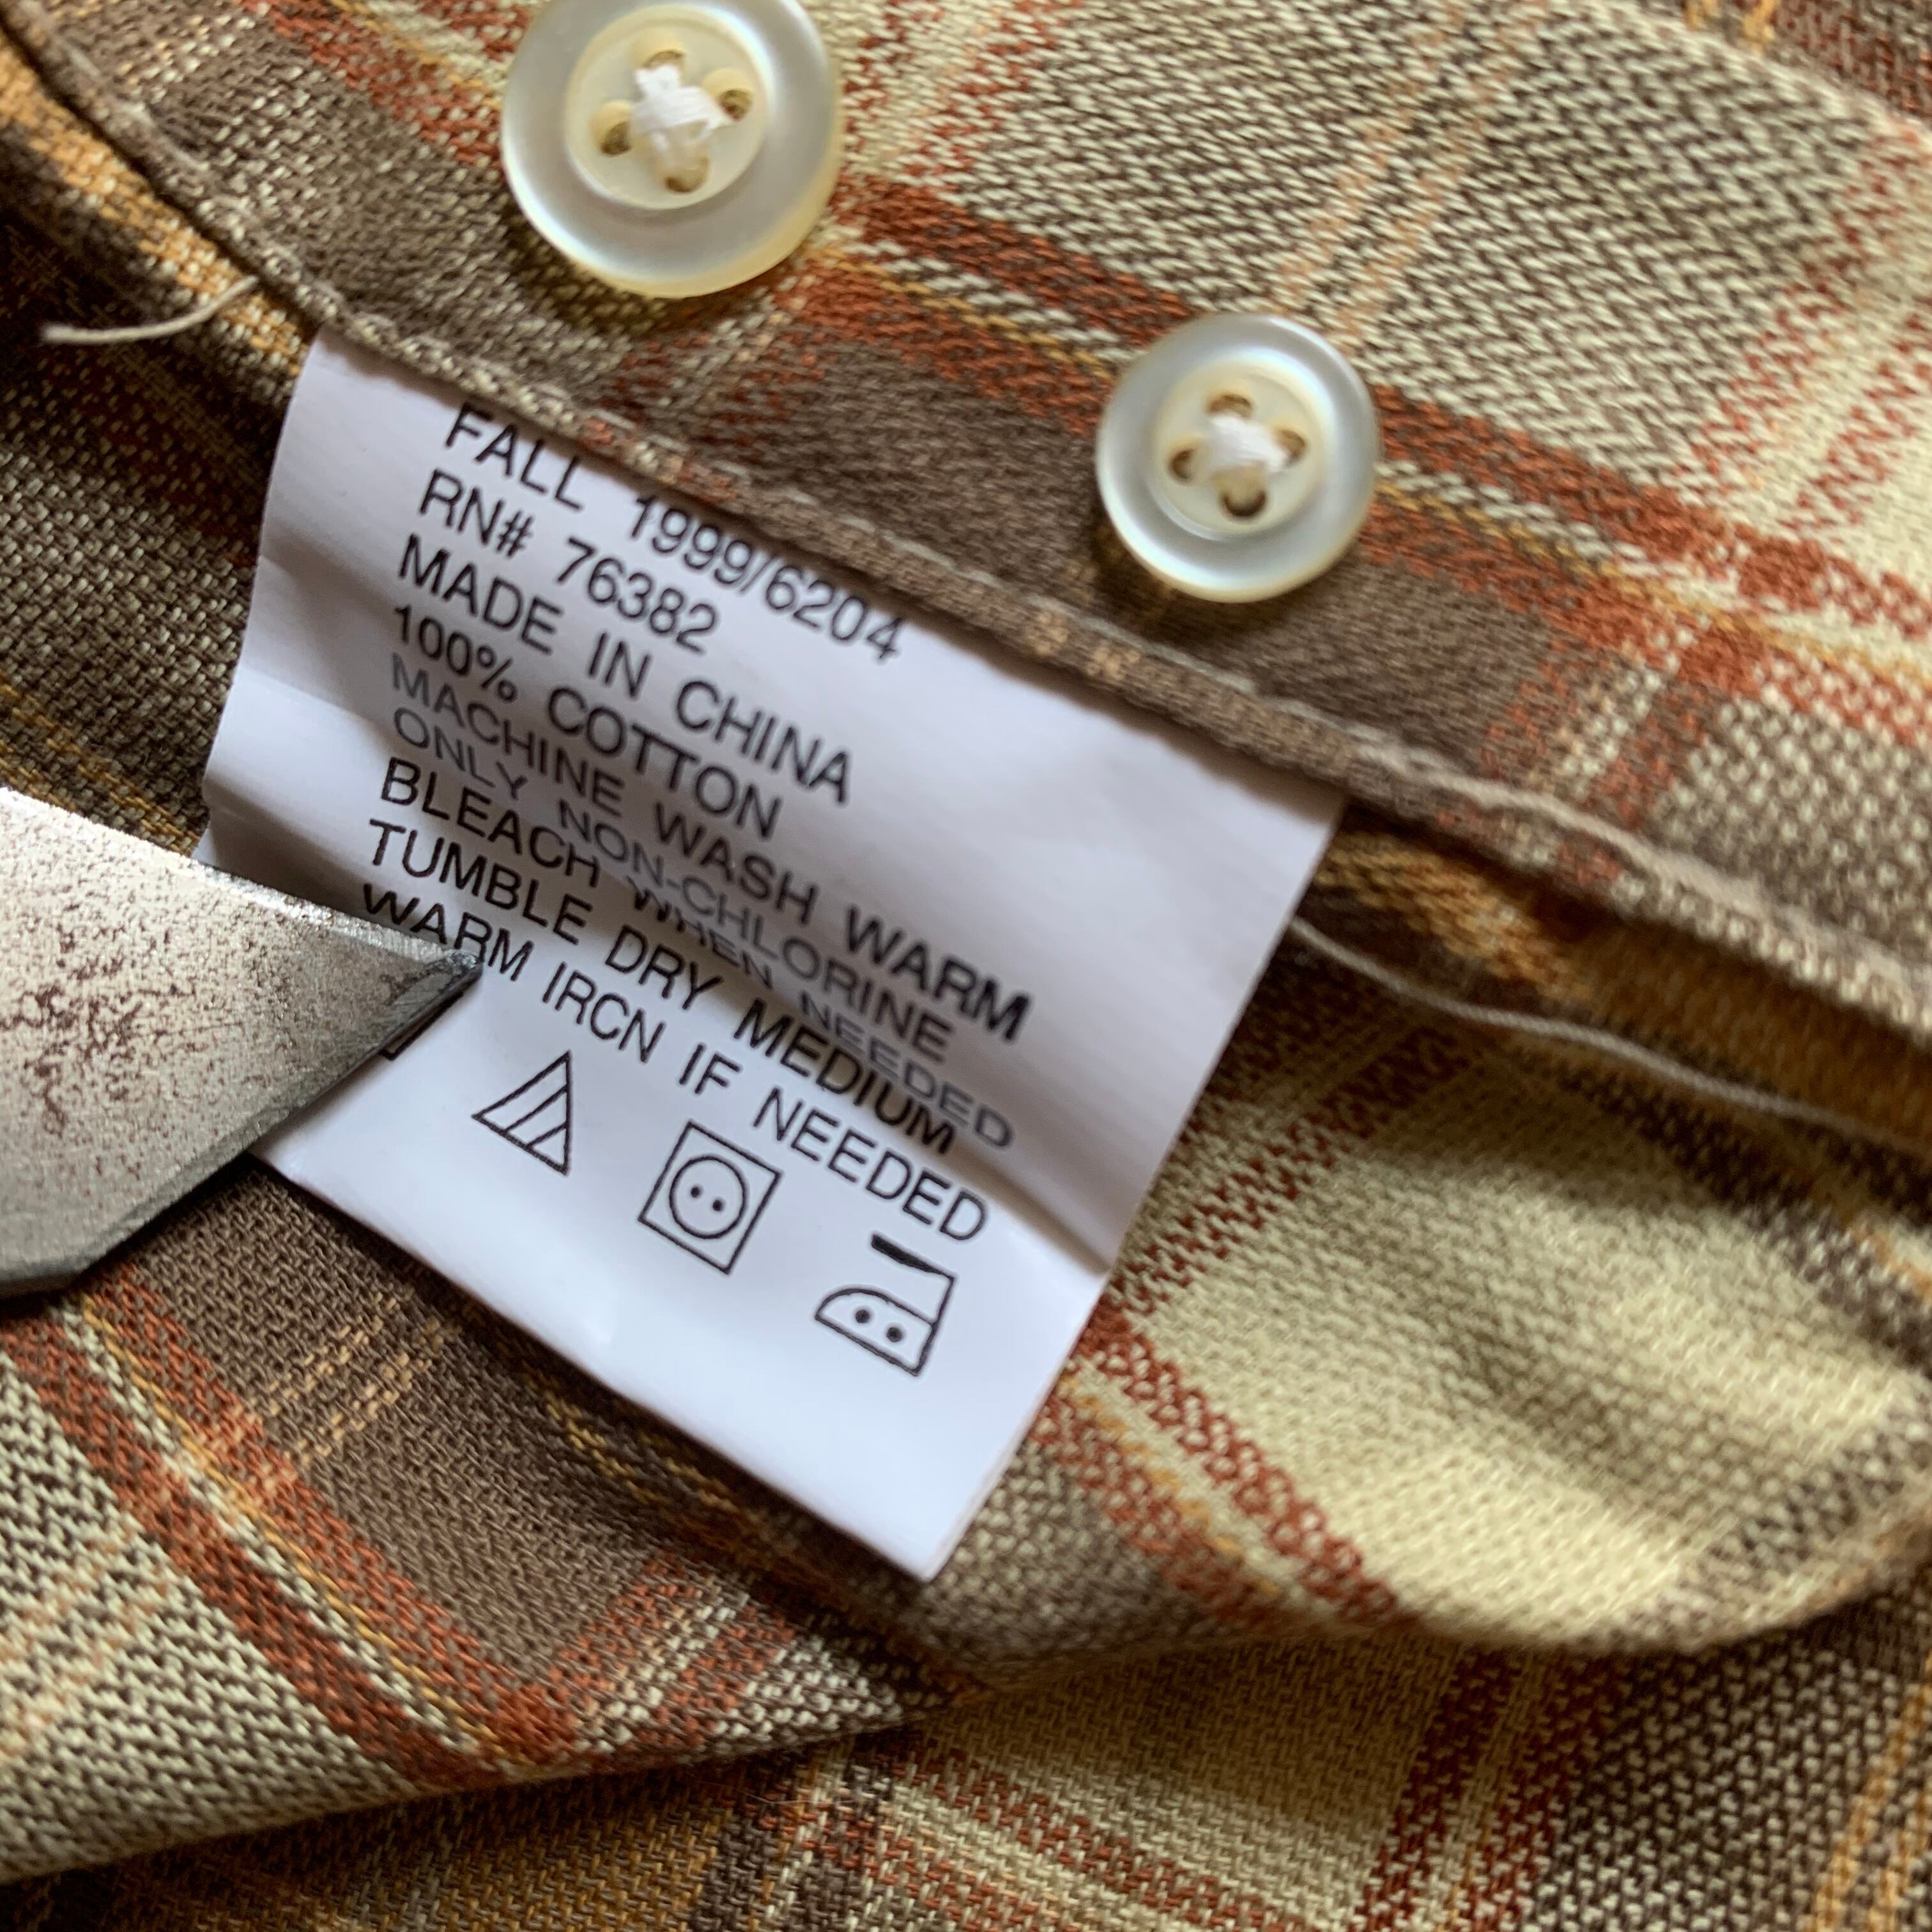 FALL 1999/6204
RN# 76382
MADE IN CHINA
100% COTTON
MACHINE WASH WARM
ONLY NON-CHLORINE
BLEACH WHEN NEEDED
TUMBLE DRY MEDIUM
WARM IRCN IF NEEDED